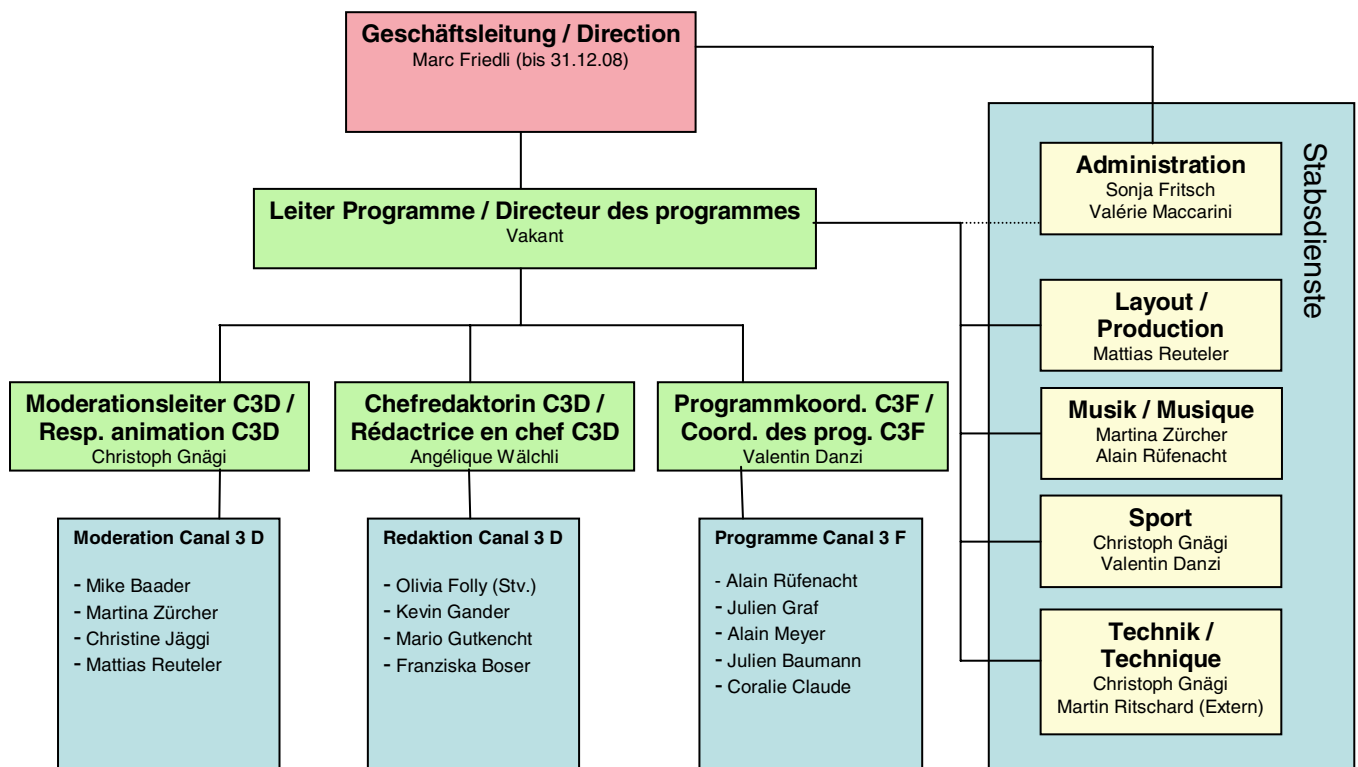 Geschäftsleitung / Direction
Marc Friedli (bis 31.12.08)
Stabsdienste
Administration
Sonja Fritsch
Valérie Maccarini
Leiter Programme / Directeur des programmes
Vakant
Layout /
Production
Mattias Reuteler
Musik / Musique
Martina Zürcher
Alain Rüfenacht
Sport
Christoph Gnägi
Valentin Danzi
Technik /
Technique
Christoph Gnägi
Martin Ritschard (Extern)
Moderationsleiter C3D /
Resp. animation C3D
Christoph Gnägi
Chefredaktorin C3D /
Rédactrice en chef C3D
Angélique Wälchli
Programmkoord. C3F /
Coord. des prog. C3F
Valentin Danzi
Moderation Canal 3 D
- Mike Baader
- Martina Zürcher
- Christine Jäggi
- Mattias Reuteler
Redaktion Canal 3 D
- Olivia Folly (Stv.)
- Kevin Gander
- Mario Gutkencht
- Franziska Boser
Programme Canal 3 F
- Alain Rüfenacht
- Julien Graf
- Alain Meyer
- Julien Baumann
- Coralie Claude